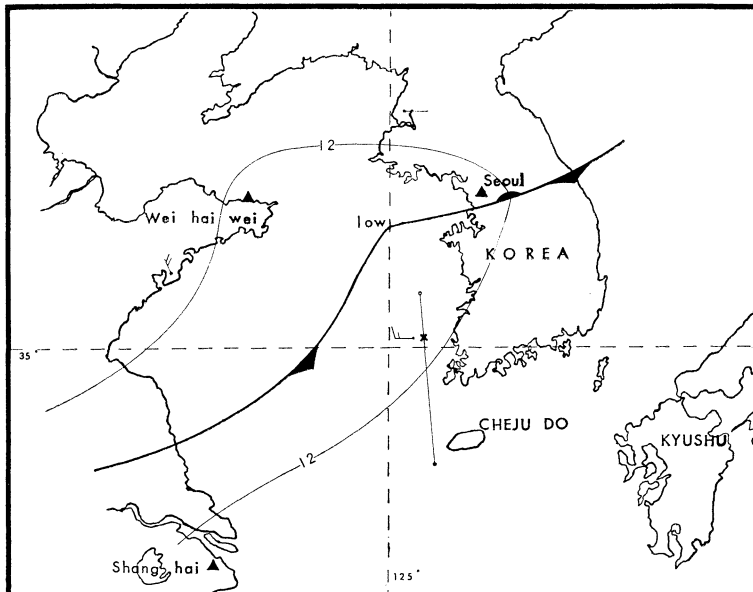 12
Seoul
Wei hai wei
low
KOREA
35°
CHEJU DO
KYUSHU
12
Shang hai
125°